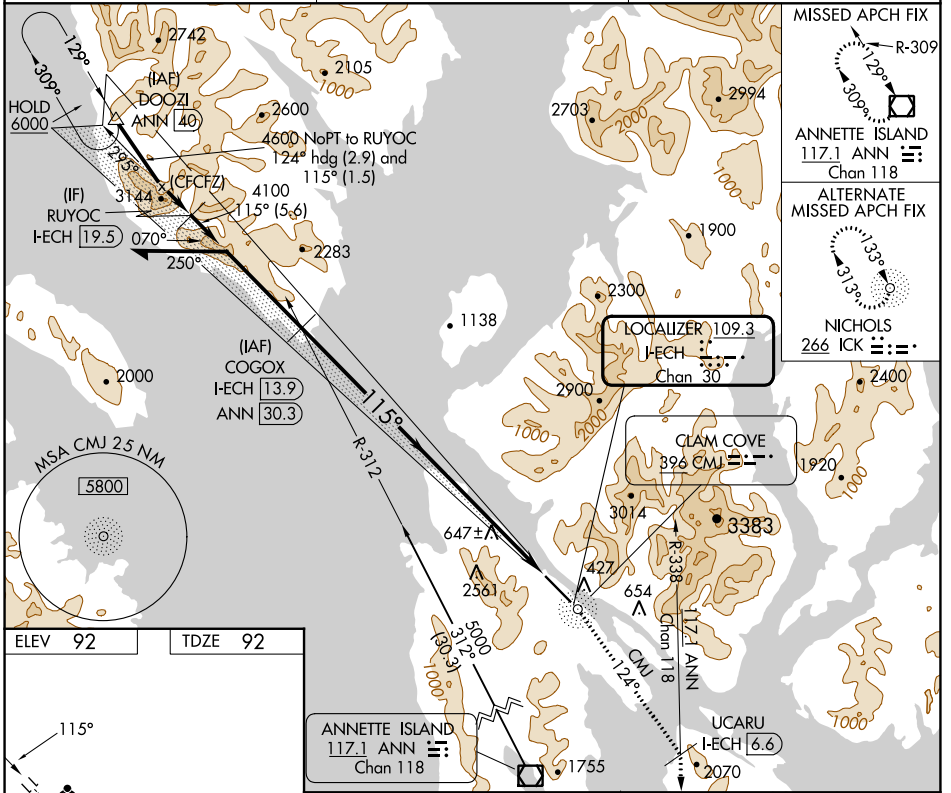 2742
2105
(IAF)
DOOZI
ANN 40
129°
309°
HOLD
6000
295°
2600
4600 NoPT to RUYOC
124° hdg (2.9) and
115° (1.5)
1000
2703
2000
2994
1000
MISSED APCH FIX
R-309
129°
309°
ANNETTE ISLAND
117.1 ANN
Chan 118
ALTERNATE
MISSED APCH FIX
133°
313°
NICHOLS
266 ICK
(CFCFZ)
3144
4100
115° (5.6)
(IF)
RUYOC
I-ECH 19.5
070°
250°
2283
1900
1138
2300
LOCALIZER 109.3
I-ECH
Chan 30
(IAF)
COGOX
I-ECH 13.9
ANN 30.3
2000
115°
R-312
2900
2000
1000
2400
CLAM COVE
396 CMJ
1920
1000
MSA CMJ 25 NM
5800
3014
3383
647±
2561
427
654
R-338
117.1 ANN
Chan 118
5000
312°
(30.3)
CMJ
124°
1000
1000
ELEV 92
TDZE 92
115°
ANNETTE ISLAND
117.1 ANN
Chan 118
1755
UCARU
I-ECH 6.6
2070